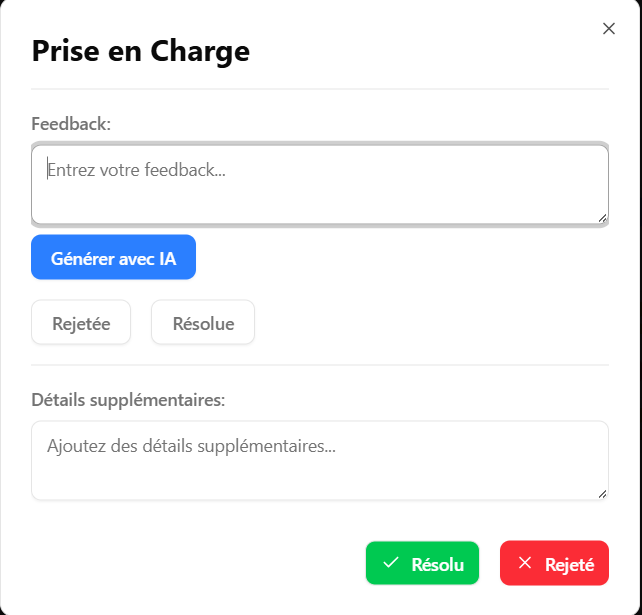 Prise en Charge
Feedback:
Entrez votre feedback...
Générer avec IA
Rejetée
Résolue
Détails supplémentaires:
Ajoutez des détails supplémentaires...
Résolu
Rejeté